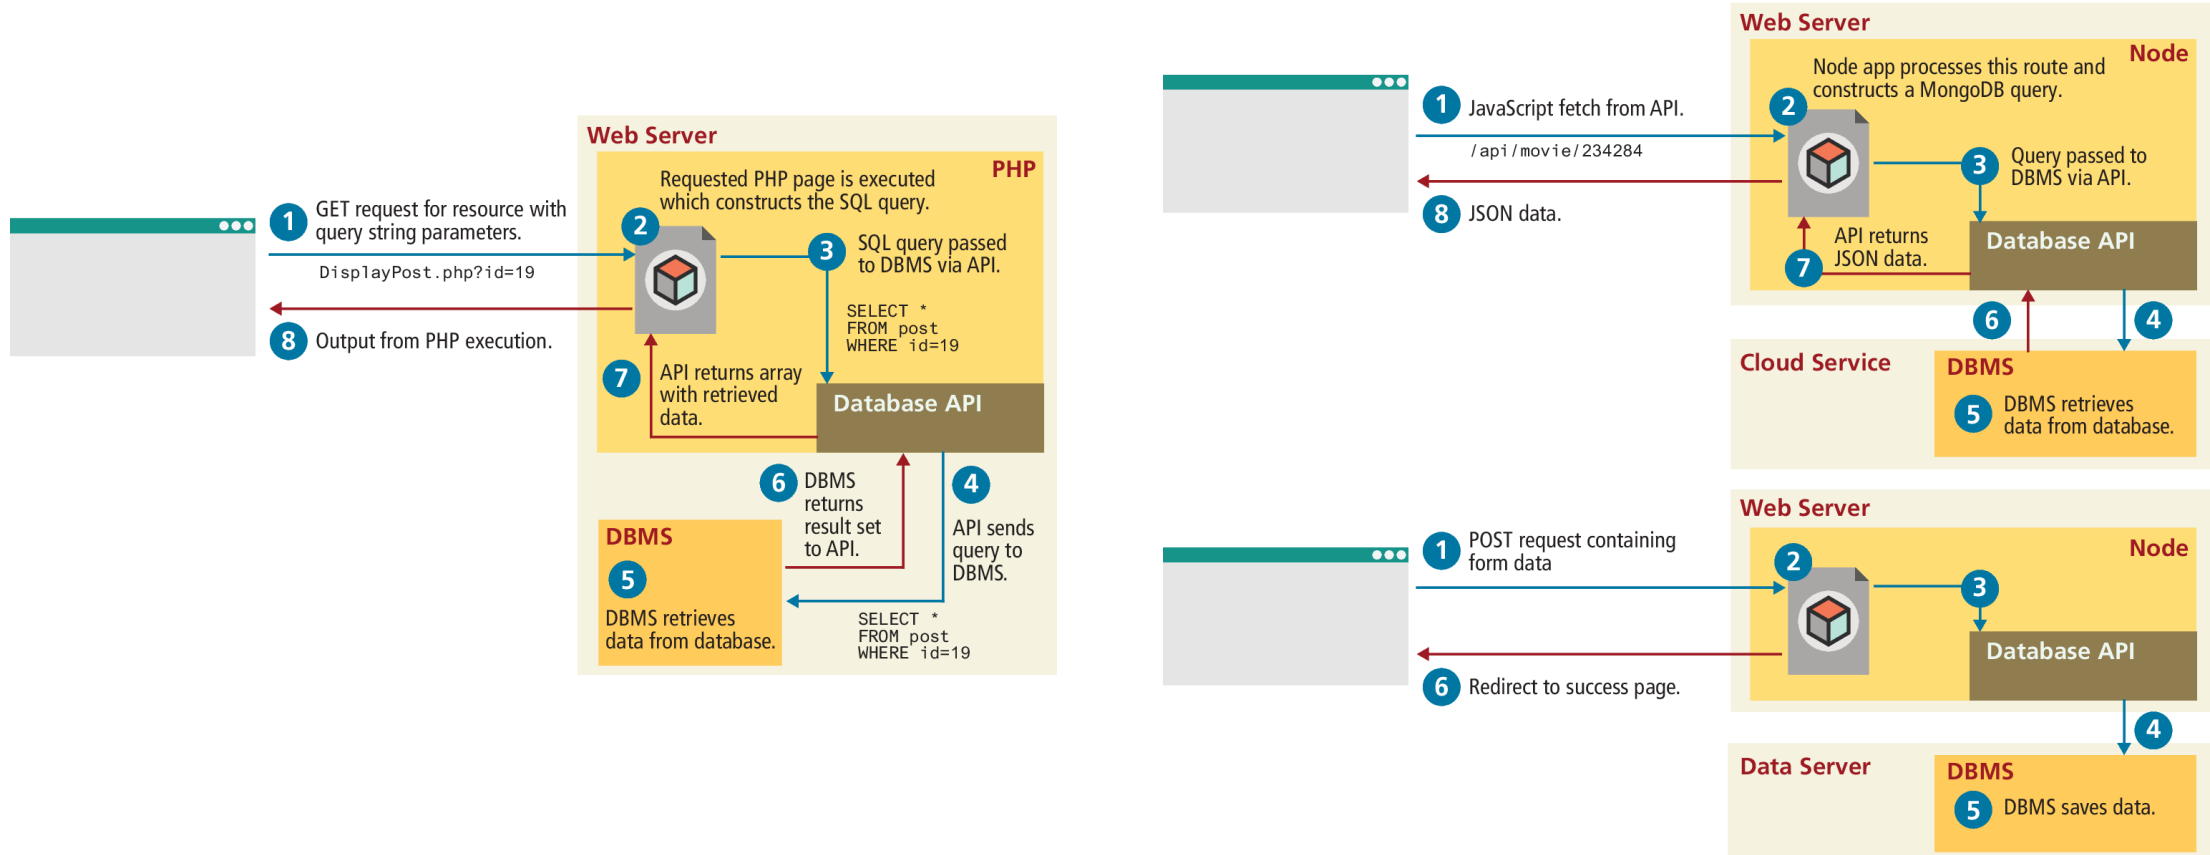 Web Server
PHP
Requested PHP page is executed
which constructs the SQL query.
1
GET request for resource with
query string parameters.
DisplayPost.php?id=19
2
3
SQL query passed
to DBMS via API.
SELECT *
FROM post
WHERE id=19
8
Output from PHP execution.
7
API returns array
with retrieved
data.
Database API
6
DBMS
returns
result set
to API.
4
API sends
query to
DBMS.
SELECT *
FROM post
WHERE id=19
DBMS
5
DBMS retrieves
data from database.
Web Server
Node
Node app processes this route and
constructs a MongoDB query.
1
JavaScript fetch from API.
/api/movie/234284
2
3
Query passed to
DBMS via API.
8
JSON data.
API returns
JSON data.
7
Database API
6
4
Cloud Service
DBMS
5
DBMS retrieves
data from database.
Web Server
Node
1
POST request containing
form data
2
3
Database API
6
Redirect to success page.
4
Data Server
DBMS
5
DBMS saves data.